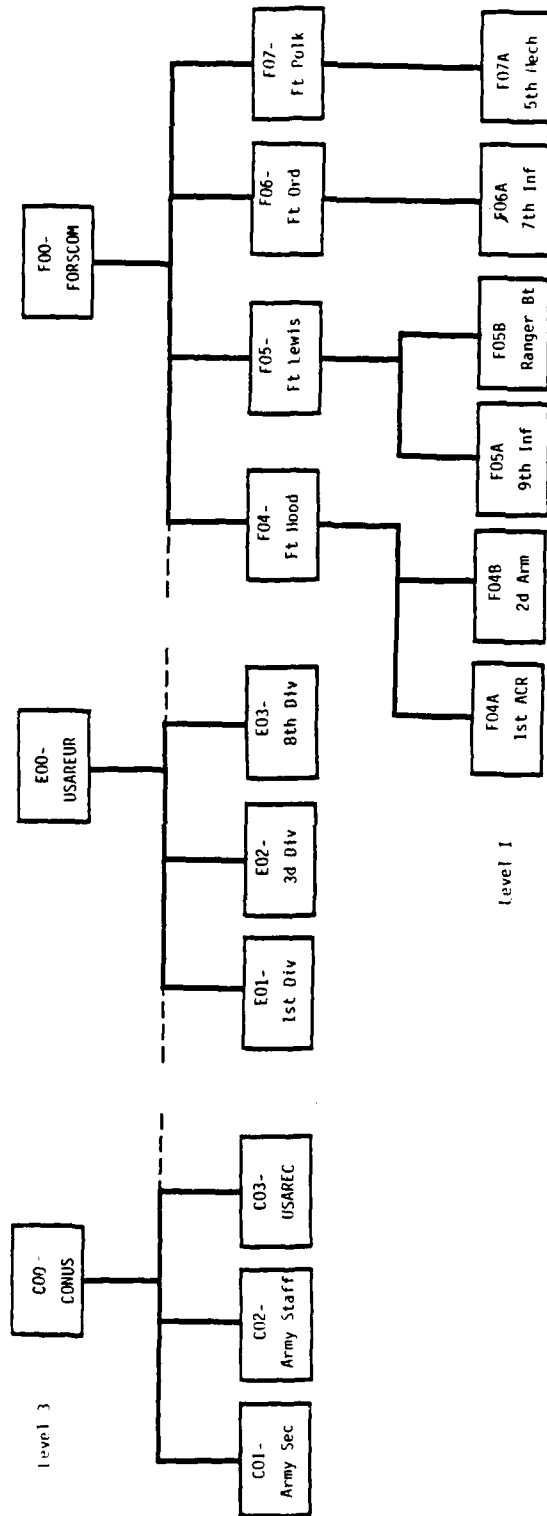 Level 3
C00-
CONUS
E00-
USAREUR
F00-
FORSCOM
C01-
Army Sec
C02-
Army Staff
C03-
USAREC
E01-
1st Div
E02-
3d Div
E03-
8th Div
F04-
Ft Hood
F05-
Ft Lewis
F06-
Ft Ord
F07-
Ft Polk
Level 1
F04A
1st ACR
F04B
2d Arm
F05A
9th Inf
F05B
Ranger Bt
F06A
7th Inf
F07A
5th Mech